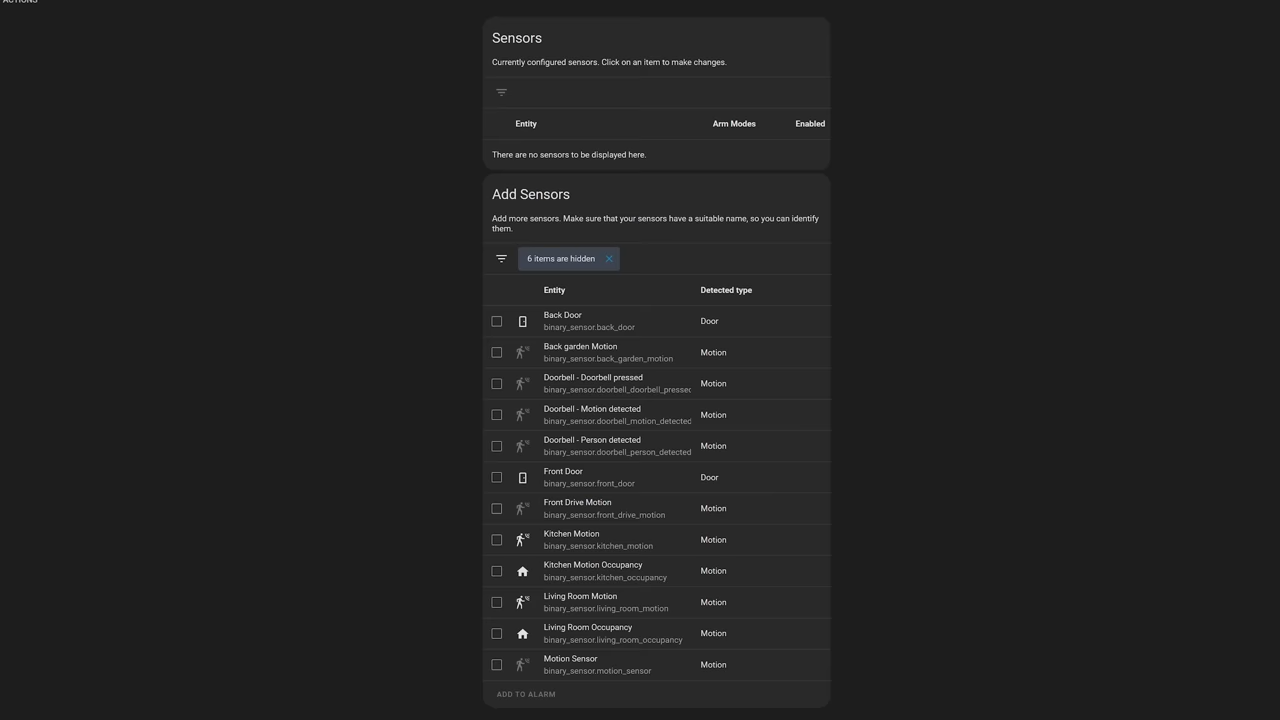 ACTIONS
Sensors
Currently configured sensors. Click on an item to make changes.
Entity Arm Modes Enabled
There are no sensors to be displayed here.
Add Sensors
Add more sensors. Make sure that your sensors have a suitable name, so you can identify
them.
6 items are hidden
Entity Detected type
Back Door
binary_sensor.back_door
Door
Back garden Motion
binary_sensor.back_garden_motion
Motion
Doorbell - Doorbell pressed
binary_sensor.doorbell_doorbell_pressed
Motion
Doorbell - Motion detected
binary_sensor.doorbell_motion_detected
Motion
Doorbell - Person detected
binary_sensor.doorbell_person_detected
Motion
Front Door
binary_sensor.front_door
Door
Front Drive Motion
binary_sensor.front_drive_motion
Motion
Kitchen Motion
binary_sensor.kitchen_motion
Motion
Kitchen Motion Occupancy
binary_sensor.kitchen_occupancy
Motion
Living Room Motion
binary_sensor.living_room_motion
Motion
Living Room Occupancy
binary_sensor.living_room_occupancy
Motion
Motion Sensor
binary_sensor.motion_sensor
Motion
ADD TO ALARM